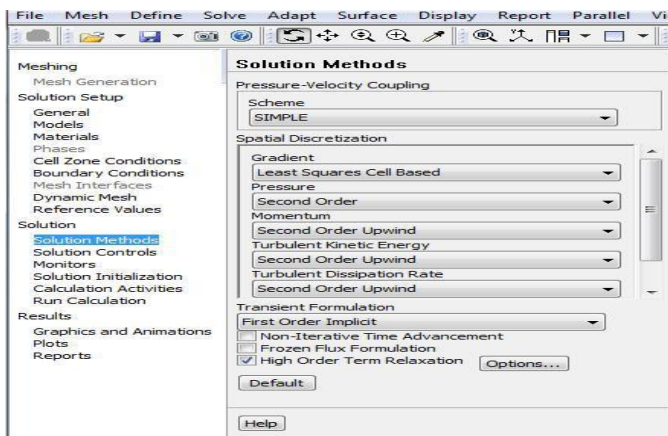 File Mesh Define Solve Adapt Surface Display Report Parallel
Meshing
Mesh Generation
Solution Setup
General
Models
Materials
Phases
Cell Zone Conditions
Boundary Conditions
Mesh Interfaces
Dynamic Mesh
Reference Values
Solution
Solution Methods
Solution Controls
Monitors
Solution Initialization
Calculation Activities
Run Calculation
Results
Graphics and Animations
Plots
Reports
Solution Methods
Pressure-Velocity Coupling
Scheme
SIMPLE
Spatial Discretization
Gradient
Least Squares Cell Based
Pressure
Second Order
Momentum
Second Order Upwind
Turbulent Kinetic Energy
Second Order Upwind
Turbulent Dissipation Rate
Second Order Upwind
Transient Formulation
First Order Implicit
Non-Iterative Time Advancement
Frozen Flux Formulation
High Order Term Relaxation Options...
Default
Help